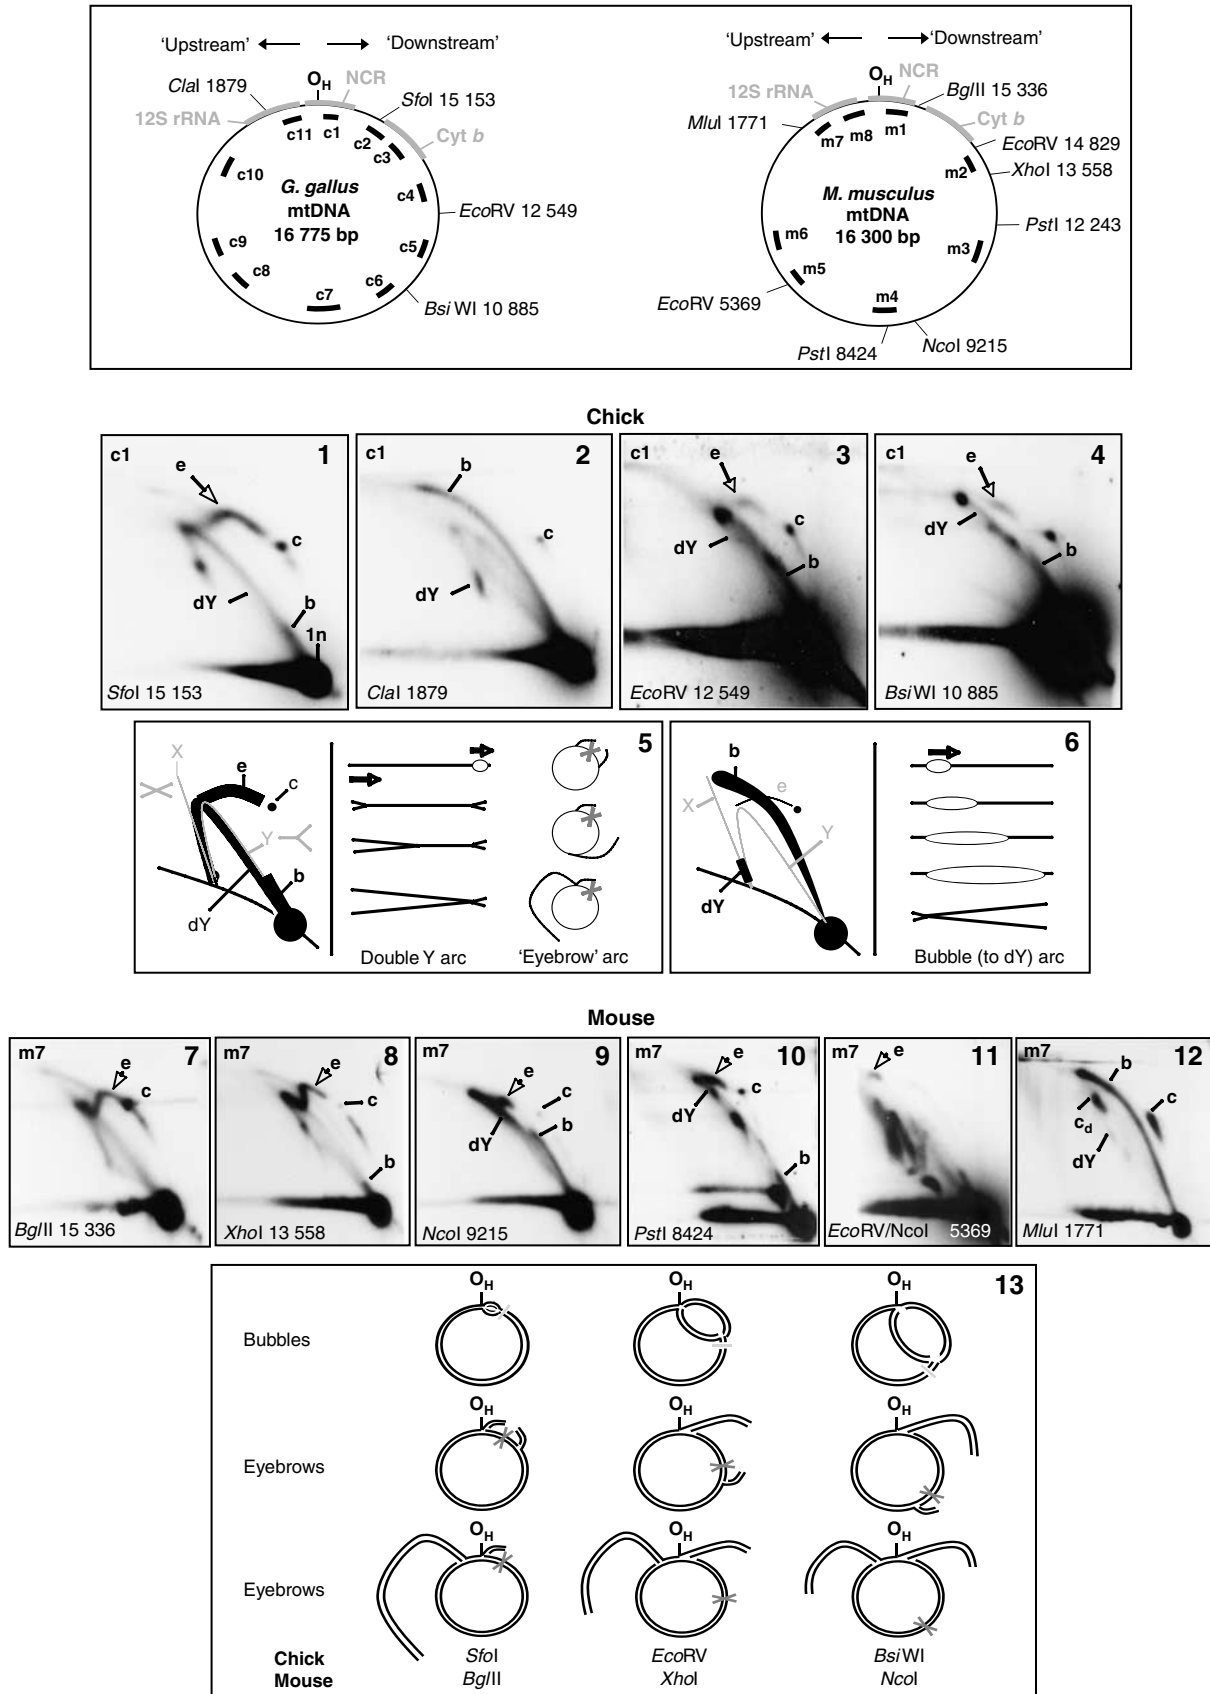 'Upstream' 'Downstream'
OH NCR
ClaI 1879
12S rRNA
SfoI 15 153
Cyt b
c11 c1 c2 c3
c10 c4
G. gallus
mtDNA
16 775 bp
EcoRV 12 549
c9 c5
c8 c6
c7
BsiWI 10 885
'Upstream' 'Downstream'
OH NCR
12S rRNA
BglII 15 336
MluI 1771
Cyt b
m7 m8 m1
EcoRV 14 829
m2
XhoI 13 558
M. musculus
mtDNA
16 300 bp
PstI 12 243
m6 m3
m5
EcoRV 5369
m4
PstI 8424
NcoI 9215
Chick
c1 1
e
c
dY
b
1n
SfoI 15 153
c1 2
b
c
dY
ClaI 1879
c1 3
e
c
dY
b
EcoRV 12 549
c1 4
e
dY
b
BsiWI 10 885
5
X
e
c
Y
b
dY
Double Y arc
'Eyebrow' arc
6
b
X
e
Y
dY
Bubble (to dY) arc
Mouse
m7 7
e
c
BglII 15 336
m7 8
e
c
b
XhoI 13 558
m7 9
e
c
dY
b
NcoI 9215
m7 10
e
c
dY
b
PstI 8424
m7 11
e
EcoRV/NcoI 5369
m7 12
b
c
cd
dY
MluI 1771
13
OH OH OH
Bubbles
OH OH OH
Eyebrows
OH OH OH
Eyebrows
Chick SfoI EcoRV BsiWI
Mouse BglII XhoI NcoI